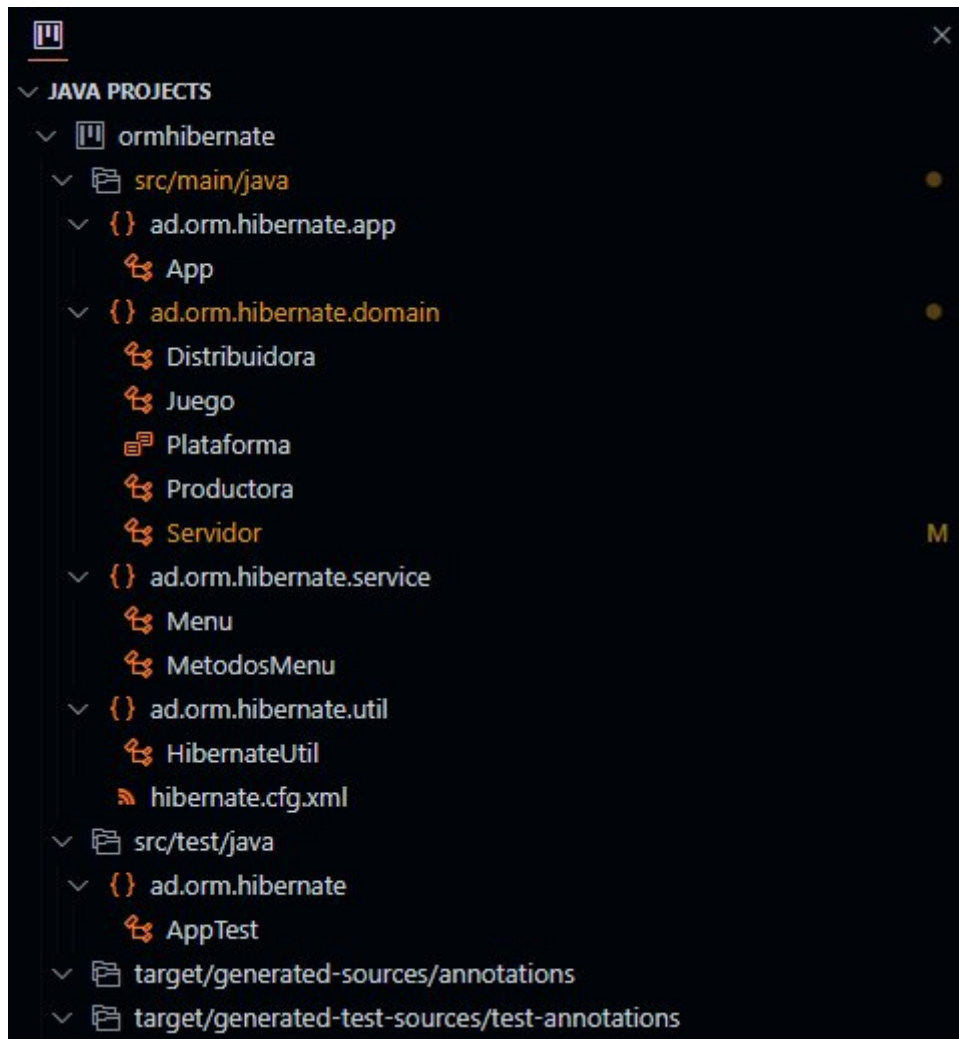 JAVA PROJECTS
ormhibernate
src/main/java
{} ad.orm.hibernate.app
App
{} ad.orm.hibernate.domain
Distribuidora
Juego
Plataforma
Productora
Servidor M
{} ad.orm.hibernate.service
Menu
MetodosMenu
{} ad.orm.hibernate.util
HibernateUtil
hibernate.cfg.xml
src/test/java
{} ad.orm.hibernate
AppTest
target/generated-sources/annotations
target/generated-test-sources/test-annotations